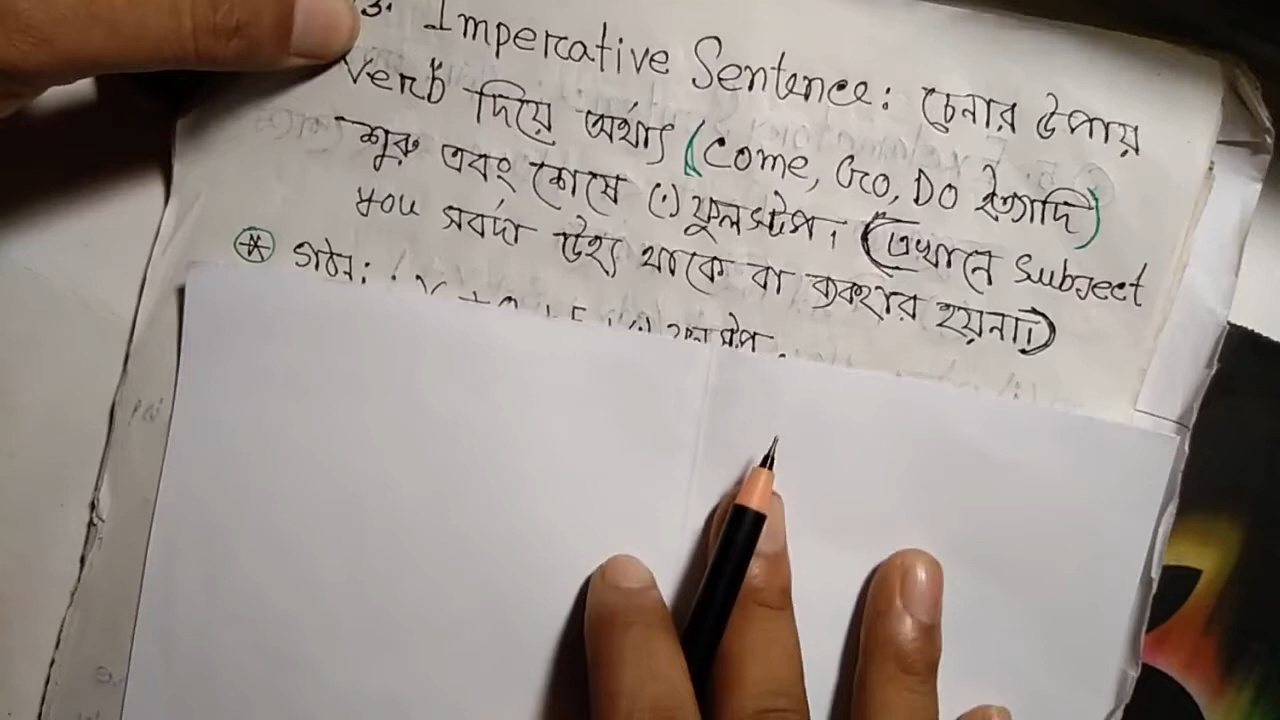 3. Imperative Sentence: চেনার উপায়
Verb দিয়ে অর্থাৎ (Come, Go, Do ইত্যাদি)
শুরু এবং শেষে (.) ফুলস্টপ। (এখানে Subject
you সর্বদা উহ্য থাকে বা ব্যবহার হয়না।)
* গঠন: